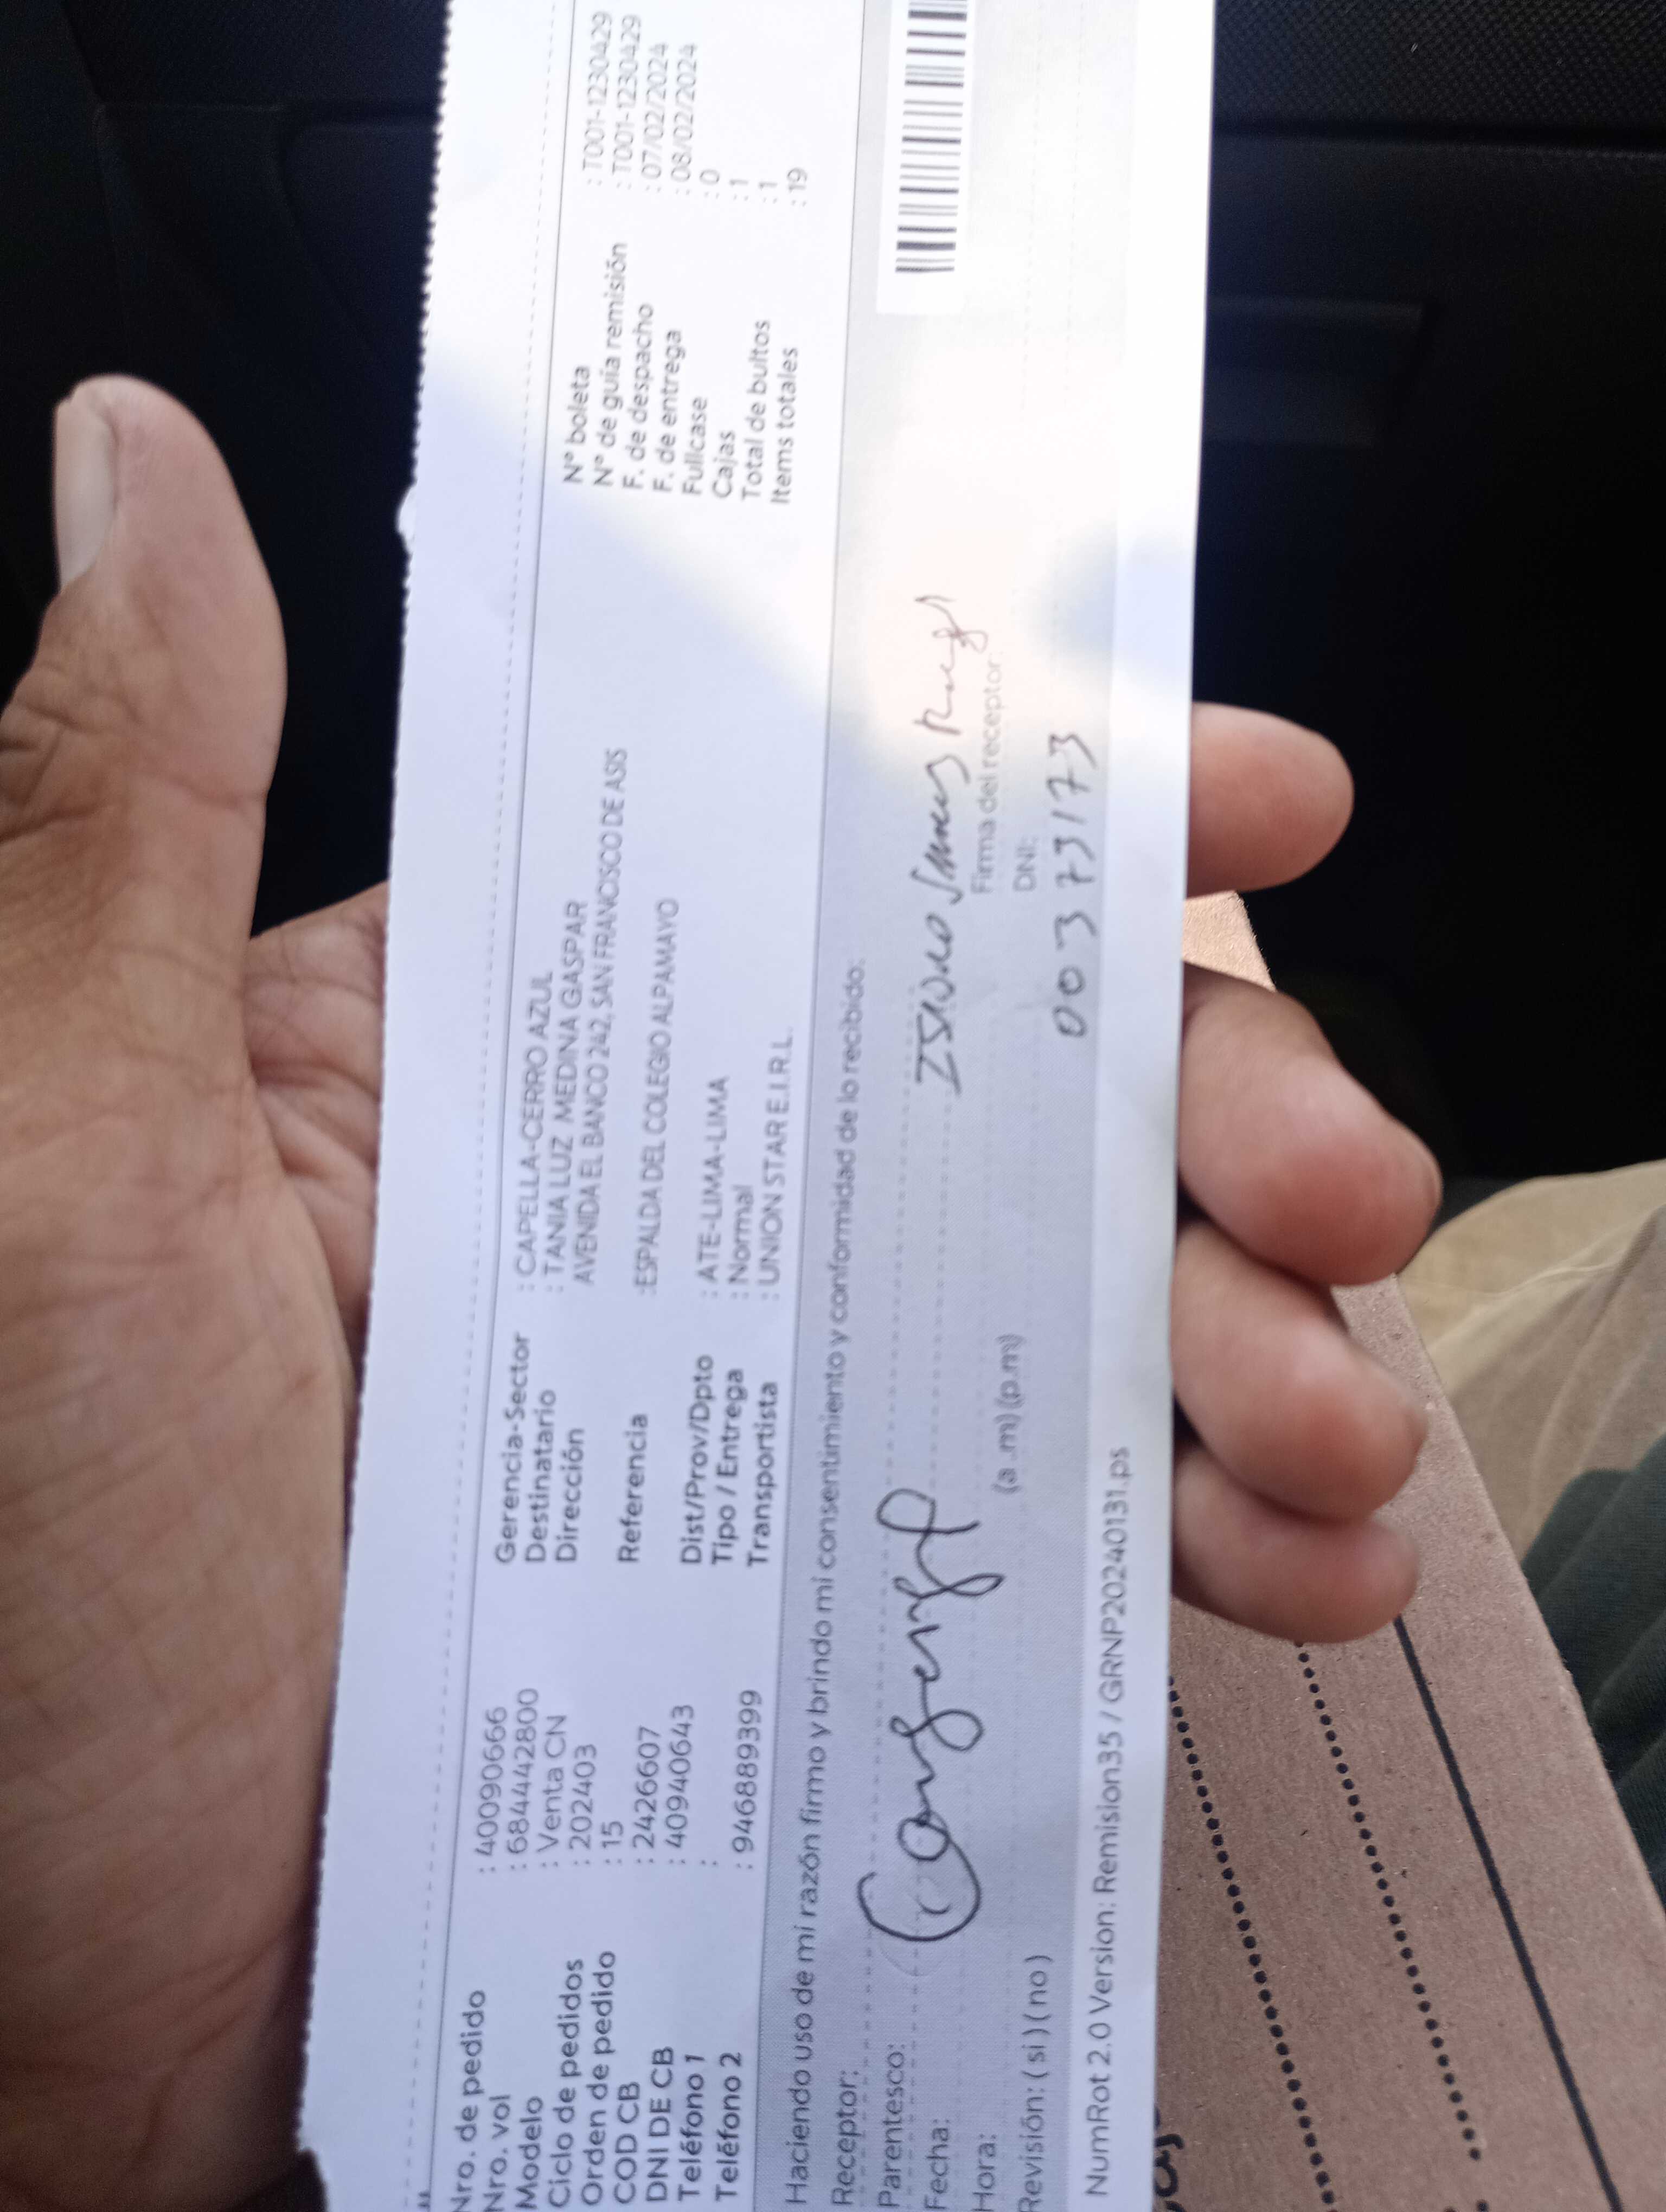 Nro. de pedido : 40090666
Nro. vol : 6844442800
Modelo : Venta CN
Ciclo de pedidos : 202403
Orden de pedido : 15
COD CB : 2426607
DNI DE CB : 40940643
Teléfono 1 :
Teléfono 2 : 946889399
Gerencia-Sector : CAPELLA-CERRO AZUL
Destinatario : TANIA LUZ MEDINA GASPAR
Dirección AVENIDA EL BANCO 242, SAN FRANCISCO DE ASIS
Referencia :ESPALDA DEL COLEGIO ALPAMAYO
Dist/Prov/Dpto : ATE-LIMA-LIMA
Tipo / Entrega : Normal
Transportista : UNION STAR E.I.R.L.
N° boleta : T001-1230429
N° de guía remisión : T001-1230429
F. de despacho : 07/02/2024
F. de entrega : 08/02/2024
Fullcase : 0
Cajas : 1
Total de bultos : 1
Items totales : 19
Haciendo uso de mi razón firmo y brindo mi consentimiento y conformidad de lo recibido:
Receptor:
Parentesco:
Fecha:
Hora: (a.m) (p.m)
Revisión: ( si ) ( no )
Firma del receptor:
DNI:
00373173
NumRot 2.0 Version: Remision35 / GRNP20240131.ps